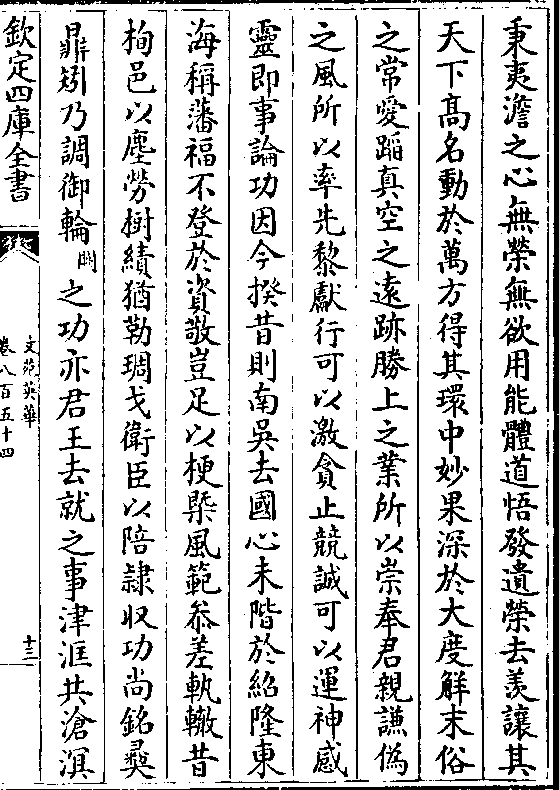 秉夷澹之心無榮無欲用能體道悟發遺榮去羨讓其
天下髙名動於萬方得其環中妙果深於大度解末俗
之常愛蹈真空之遠跡勝上之業所以崇奉君親謙偽
之風所以率先黎獻行可以激貪止競誠可以運神感
靈即事論功因今揆昔則南吳去國心未階於紹隆東
海稱藩福不登於資敬豈足以梗槩風範叅差軌轍昔
栒邑以塵勞樹績猶勒琱戈衛臣以陪隷収功尚銘彛
鼎矧乃調御輪闕之功亦君王去就之事津涯共滄溟
欽定四庫全書
文苑英華
卷八百五十四
十三